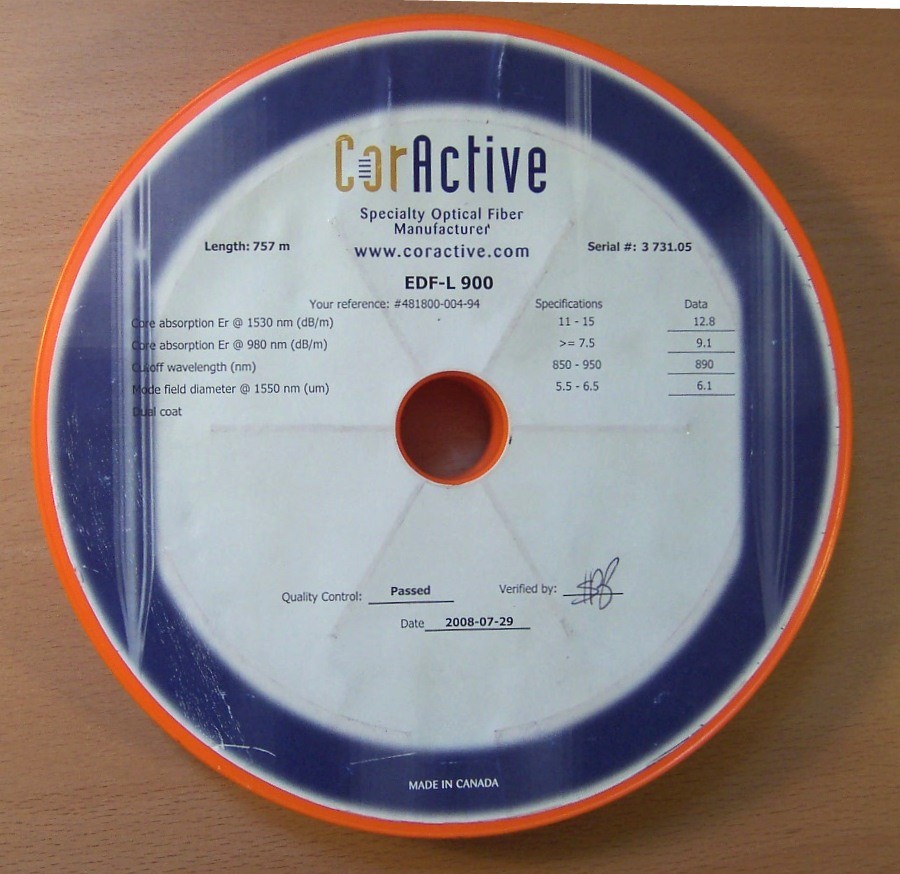 CorActive
Specialty Optical Fiber
Manufacturer
Length: 757 m www.coractive.com Serial #: 3 731.05
EDF-L 900
Your reference: #481800-004-94 Specifications Data
Core absorption Er @ 1530 nm (dB/m) 11 - 15 12.8
Core absorption Er @ 980 nm (dB/m) >= 7.5 9.1
Cutoff wavelength (nm) 850 - 950 890
Mode field diameter @ 1550 nm (um) 5.5 - 6.5 6.1
Dual coat
Quality Control: Passed Verified by:
Date 2008-07-29
MADE IN CANADA